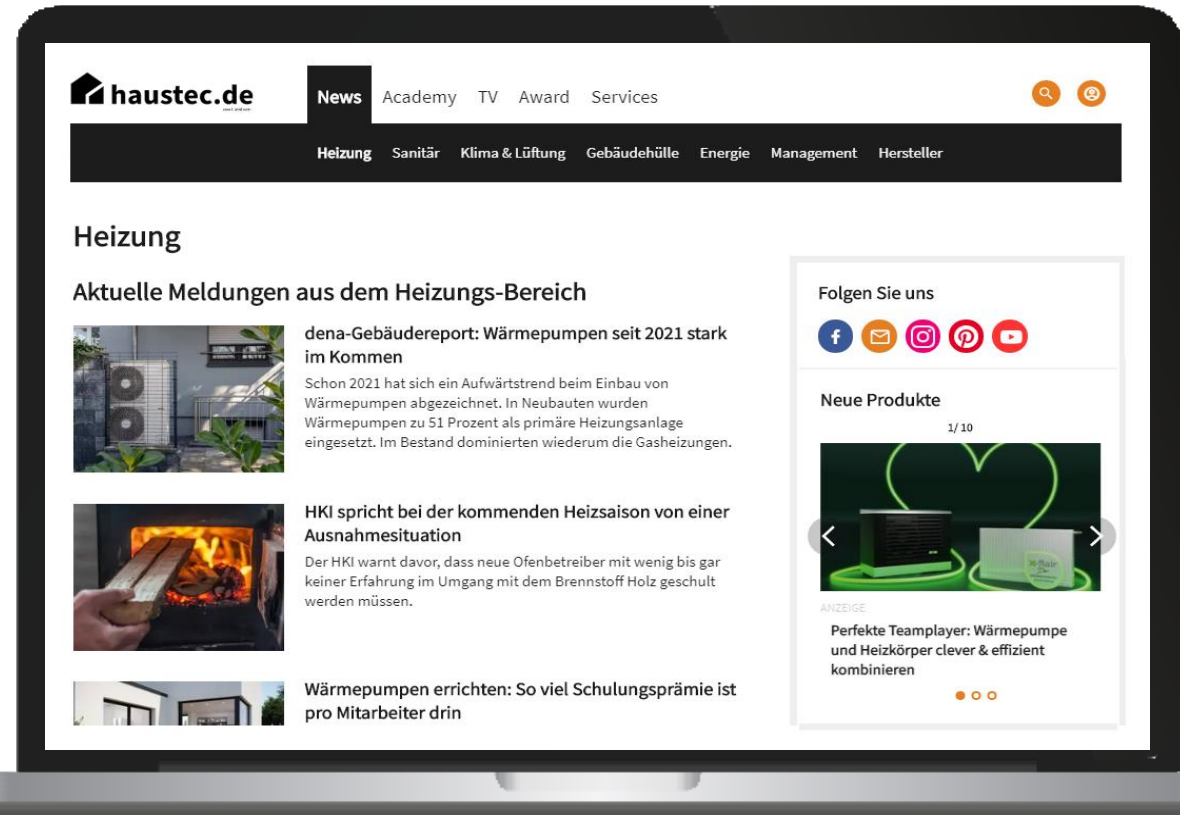 haustec.de
News Academy TV Award Services
Heizung Sanitär Klima & Lüftung Gebäudehülle Energie Management Hersteller
Heizung
Aktuelle Meldungen aus dem Heizungs-Bereich
dena-Gebäudereport: Wärmepumpen seit 2021 stark
im Kommen
Schon 2021 hat sich ein Aufwärtstrend beim Einbau von
Wärmepumpen abgezeichnet. In Neubauten wurden
Wärmepumpen zu 51 Prozent als primäre Heizungsanlage
eingesetzt. Im Bestand dominierten wiederum die Gasheizungen.
HKI spricht bei der kommenden Heizsaison von einer
Ausnahmesituation
Der HKI warnt davor, dass neue Ofenbetreiber mit wenig bis gar
keiner Erfahrung im Umgang mit dem Brennstoff Holz geschult
werden müssen.
Wärmepumpen errichten: So viel Schulungsprämie ist
pro Mitarbeiter drin
Folgen Sie uns
Neue Produkte
1/ 10
x-flair
ANZEIGE
Perfekte Teamplayer: Wärmepumpe
und Heizkörper clever & effizient
kombinieren